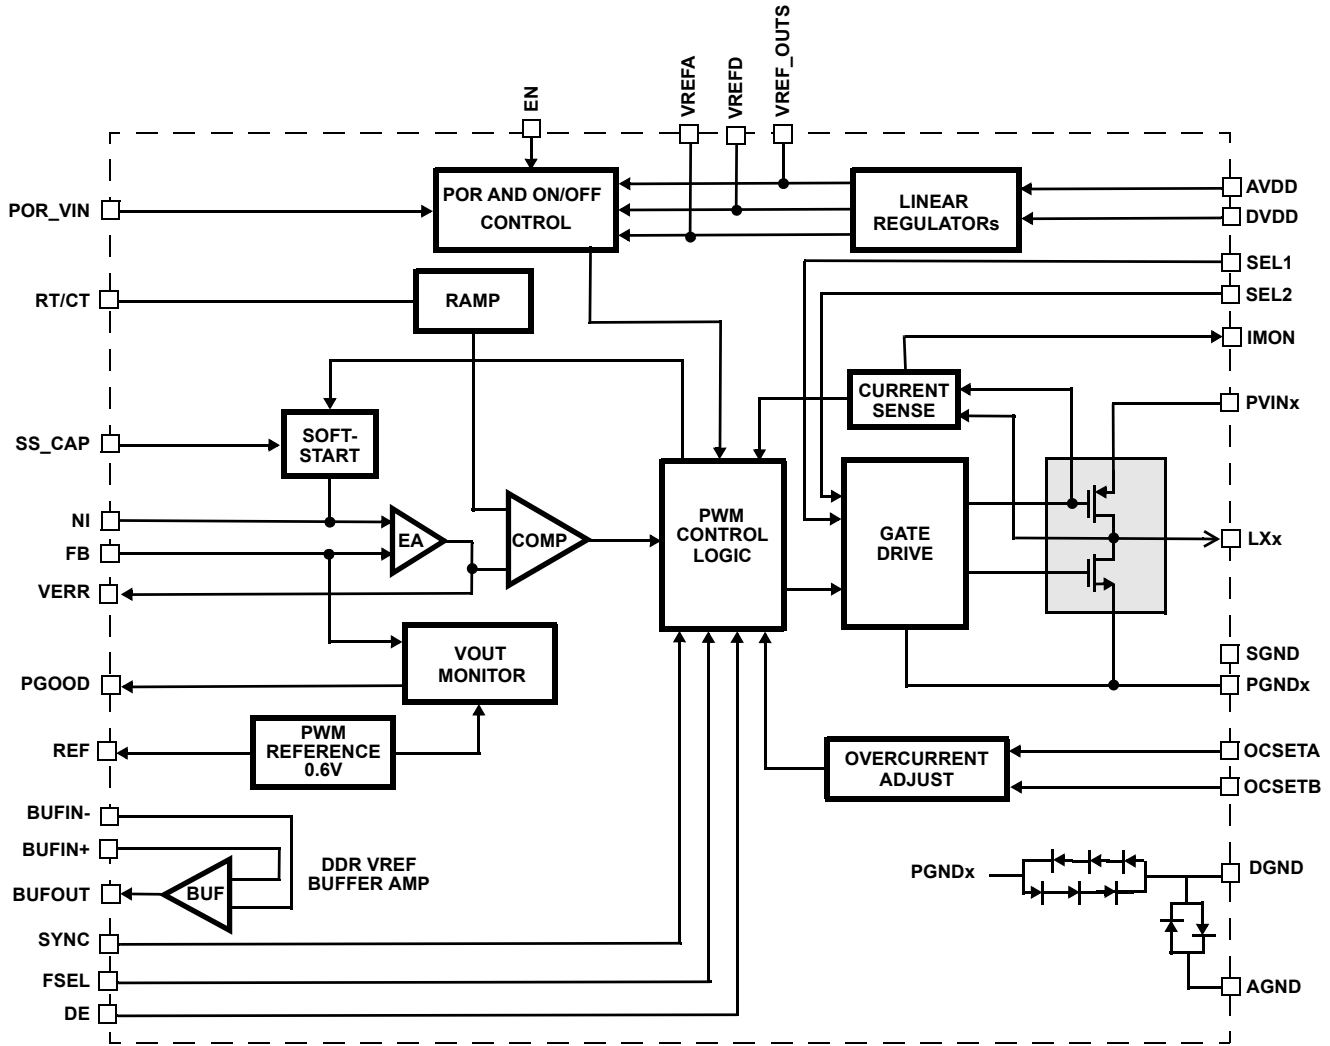 EN
VREFA
VREFD
VREF_OUTS
POR_VIN
POR AND ON/OFF
CONTROL
LINEAR
REGULATORs
AVDD
DVDD
SEL1
SEL2
RT/CT
RAMP
IMON
CURRENT
SENSE
PVINx
SS_CAP
SOFT-
START
NI
FB
VERR
EA
COMP
PWM
CONTROL
LOGIC
GATE
DRIVE
LXx
VOUT
MONITOR
PGOOD
SGND
PGNDx
REF
PWM
REFERENCE
0.6V
OVERCURRENT
ADJUST
OCSETA
OCSETB
BUFIN-
BUFIN+
BUFOUT
BUF
DDR VREF
BUFFER AMP
PGNDx
DGND
SYNC
FSEL
DE
AGND